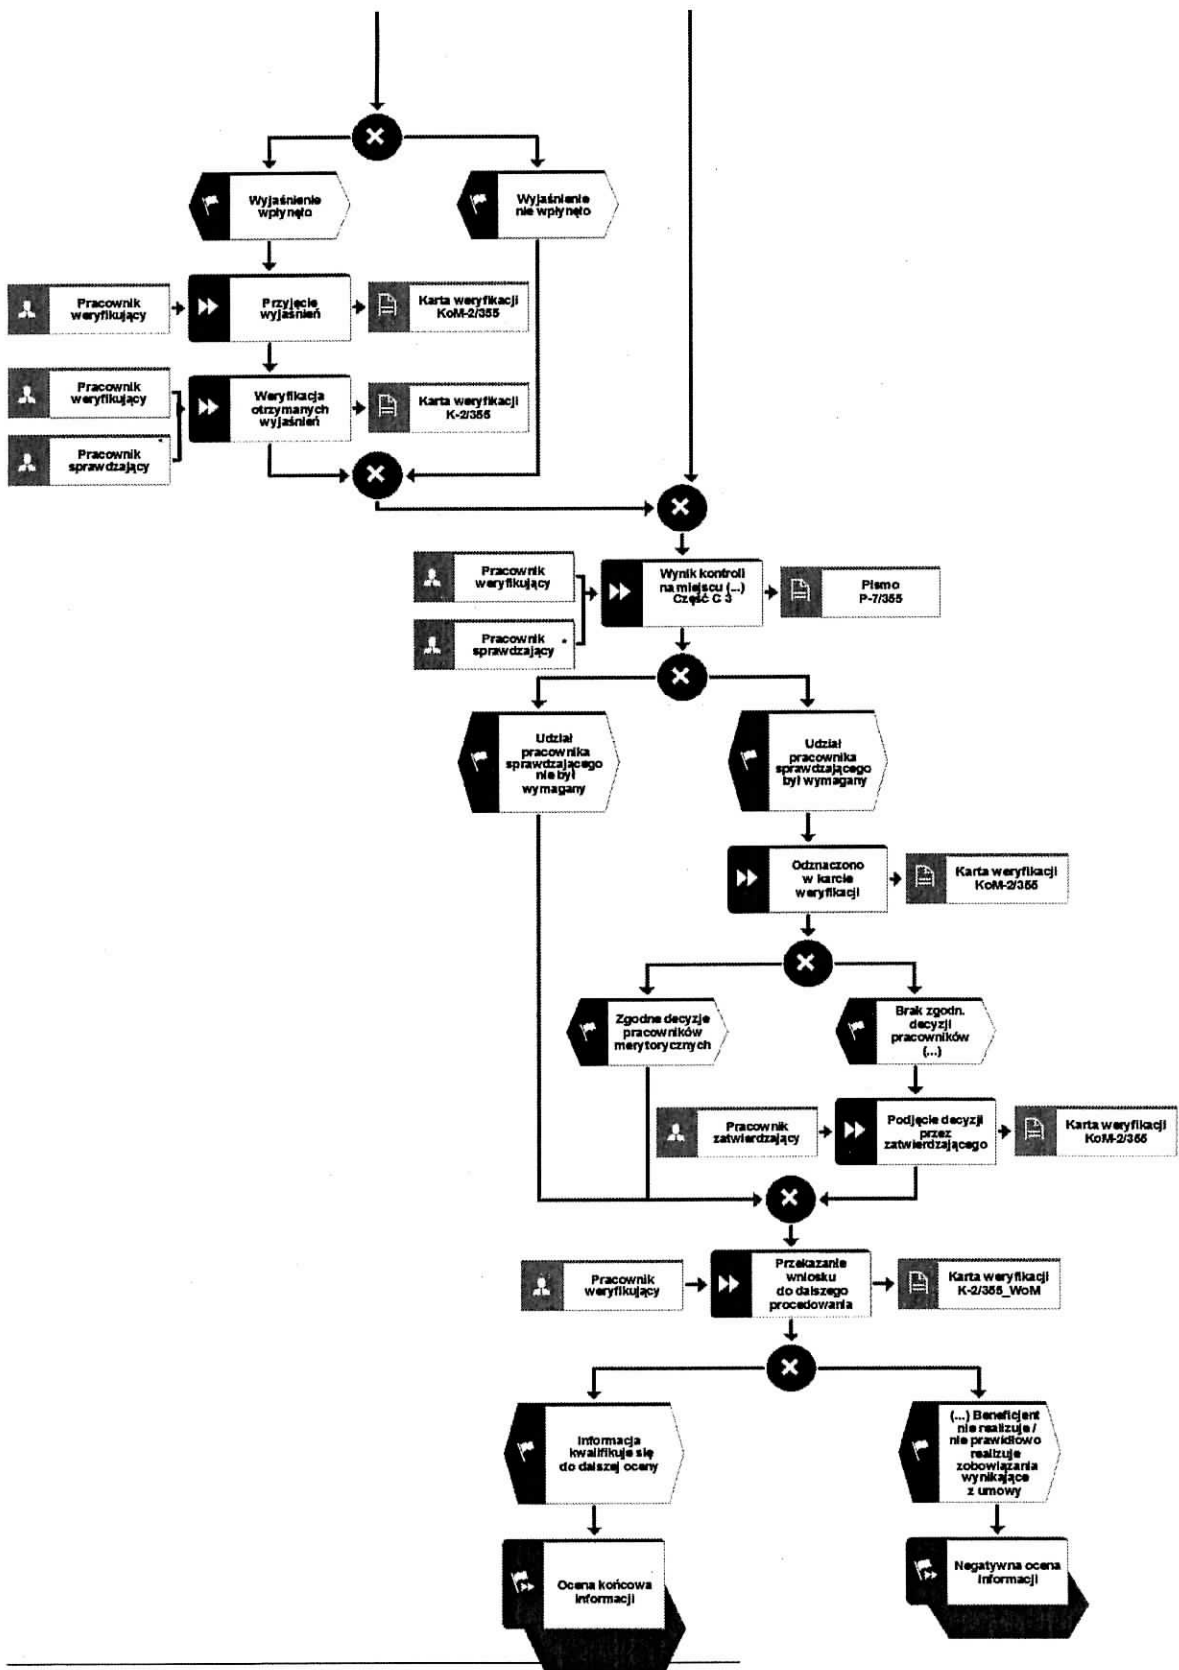 Wyjaśnienie
wpłynęło
Wyjaśnienie
nie wpłynęło
Pracownik
weryfikujący
Przyjęcie
wyjaśnień
Karta weryfikacji
KoM-2/355
Pracownik
weryfikujący
Pracownik *
sprawdzający
Weryfikacja
otrzymanych
wyjaśnień
Karta weryfikacji
K-2/355
Pracownik
weryfikujący
Pracownik *
sprawdzający
Wynik kontroli
na miejscu (...)
Część C 3
Pismo
P-7/355
Udział
pracownika
sprawdzającego
nie był
wymagany
Udział
pracownika
sprawdzającego
był wymagany
Odznaczono
w karcie
weryfikacji
Karta weryfikacji
KoM-2/355
Zgodne decyzje
pracowników
merytorycznych
Brak zgodn.
decyzji
pracowników
(...)
Pracownik
zatwierdzający
Podjęcie decyzji
przez
zatwierdzającego
Karta weryfikacji
KoM-2/355
Pracownik
weryfikujący
Przekazanie
wniosku
do dalszego
procedowania
Karta weryfikacji
K-2/355_WoM
Informacja
kwalifikuje się
do dalszej oceny
(...) Beneficjent
nie realizuje /
nie prawidłowo
realizuje
zobowiązania
wynikające
z umowy
Ocena końcowa
informacji
Negatywna ocena
informacji